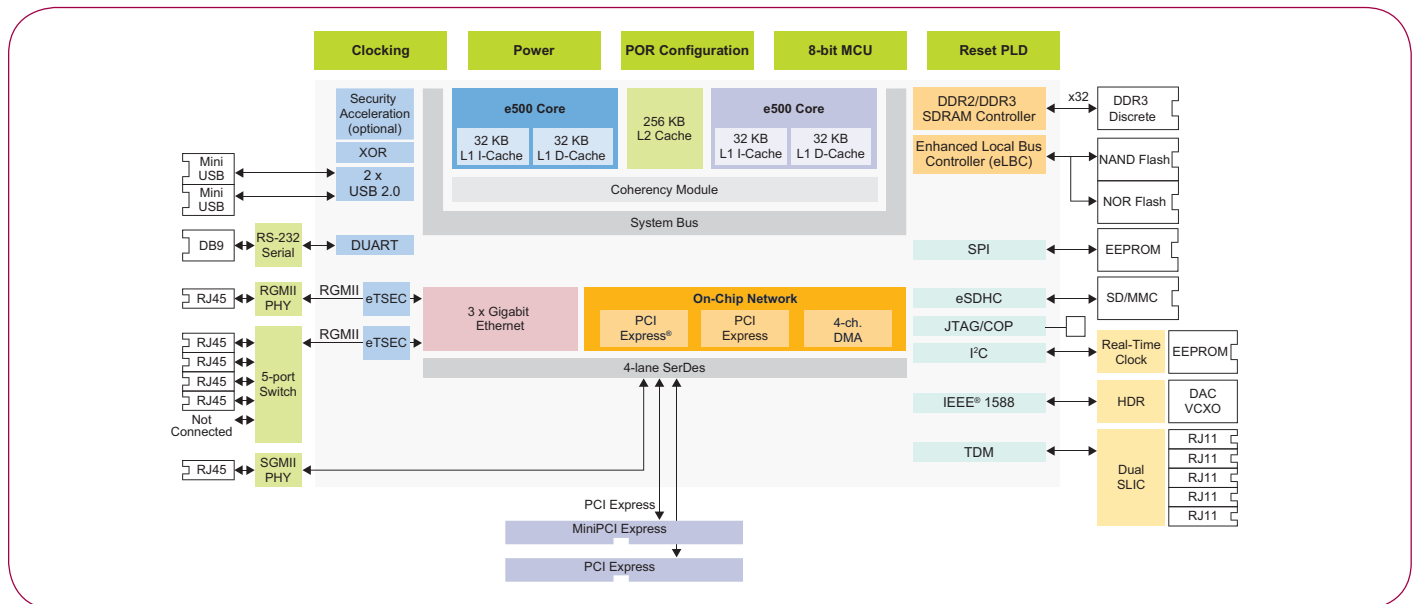 Clocking
Power
POR Configuration
8-bit MCU
Reset PLD
Security
Acceleration
(optional)
XOR
2 x
USB 2.0
Mini
USB
Mini
USB
DB9
RS-232
Serial
DUART
e500 Core
32 KB
L1 I-Cache
32 KB
L1 D-Cache
256 KB
L2 Cache
e500 Core
32 KB
L1 I-Cache
32 KB
L1 D-Cache
Coherency Module
System Bus
DDR2/DDR3
SDRAM Controller
x32
DDR3
Discrete
Enhanced Local Bus
Controller (eLBC)
NAND Flash
NOR Flash
SPI
EEPROM
RJ45
RGMII
PHY
RGMII
eTSEC
RJ45
RJ45
RJ45
RJ45
Not
Connected
5-port
Switch
RGMII
eTSEC
3 x Gigabit
Ethernet
On-Chip Network
PCI
Express®
PCI
Express
4-ch.
DMA
4-lane SerDes
eSDHC
SD/MMC
JTAG/COP
I²C
Real-Time
Clock
EEPROM
IEEE® 1588
HDR
DAC
VCXO
TDM
Dual
SLIC
RJ11
RJ11
RJ11
RJ11
RJ11
RJ45
SGMII
PHY
PCI Express
MiniPCI Express
PCI Express